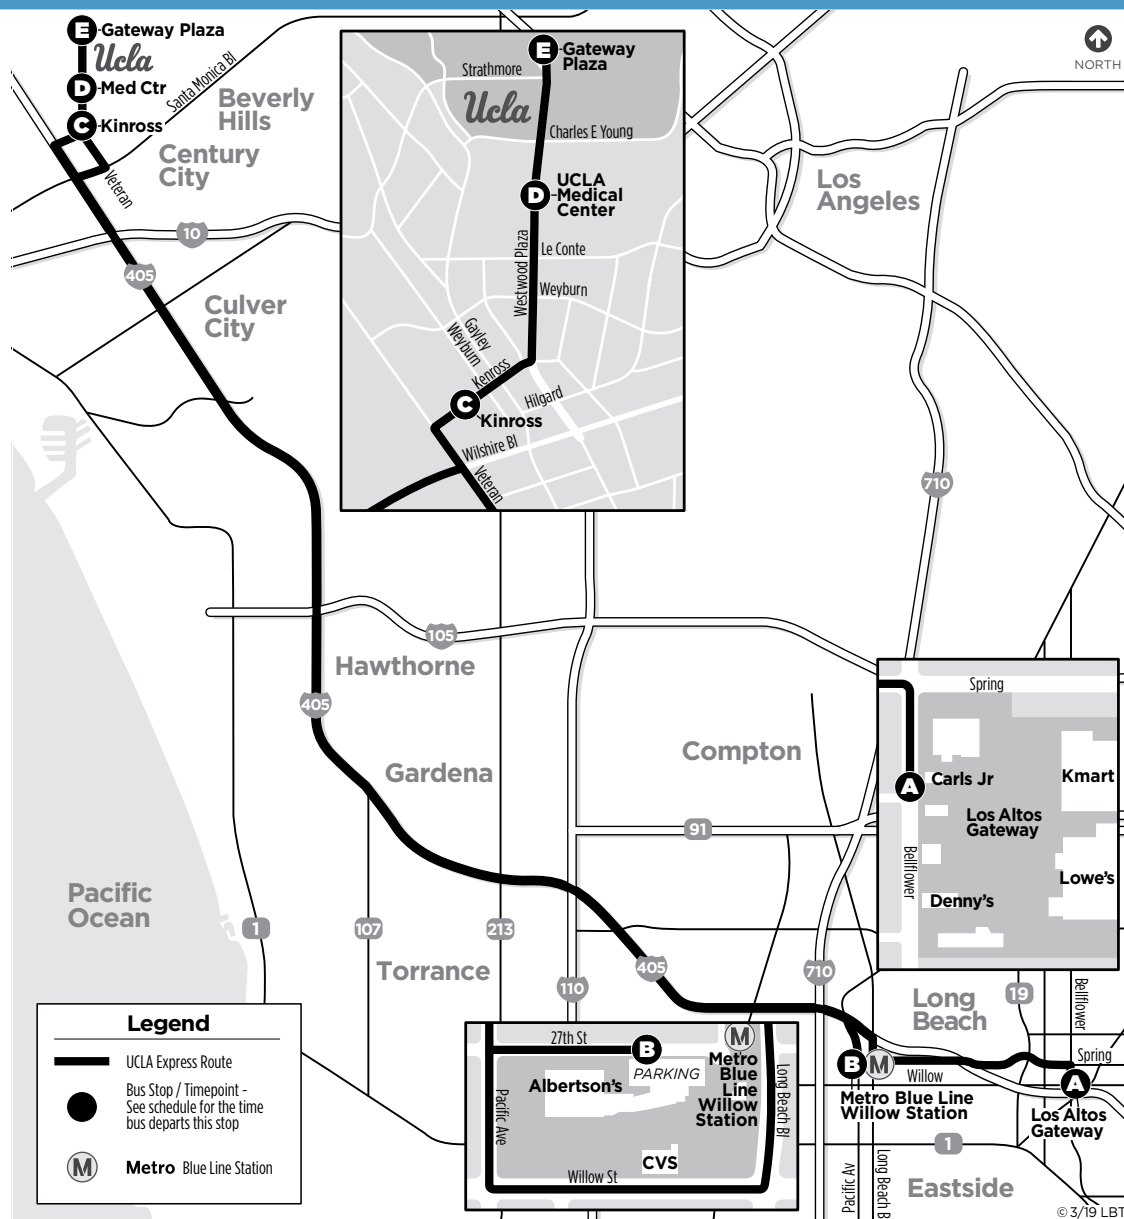 E
Gateway Plaza
Ucla
D
Med Ctr
C
Kinross
Santa Monica Bl
Veteran
Beverly
Hills
Century
City
10
405
Culver
City
E
Gateway
Plaza
Strathmore
Ucla
Charles E Young
D
UCLA
Medical
Center
Westwood Plaza
Le Conte
Weyburn
Gayley
Weyburn
Kenross
Hilgard
C
Kinross
Wilshire Bl
Veteran
NORTH
Los
Angeles
710
105
Hawthorne
405
Gardena
Compton
91
Spring
A
Carls Jr
Kmart
Los Altos
Gateway
Bellflower
Lowe's
Denny's
Pacific
Ocean
1
107
213
Torrance
110
405
710
Long
Beach
19
Bellflower
Spring
B
M
Willow
A
Metro Blue Line
Willow Station
Los Altos
Gateway
1
Pacific Av
Long Beach B
Eastside
27th St
B
PARKING
M
Metro
Blue
Line
Willow
Station
Albertson's
Pacific Ave
Long Beach Bl
CVS
Willow St
Legend
UCLA Express Route
Bus Stop / Timepoint -
See schedule for the time
bus departs this stop
M
Metro Blue Line Station
© 3/19 LBT